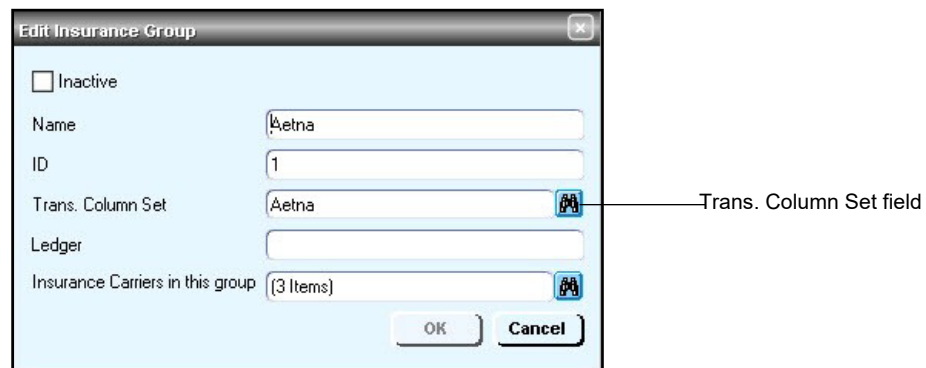 Edit Insurance Group
Inactive
Name Aetna
ID 1
Trans. Column Set Aetna Trans. Column Set field
Ledger
Insurance Carriers in this group (3 Items)
OK Cancel